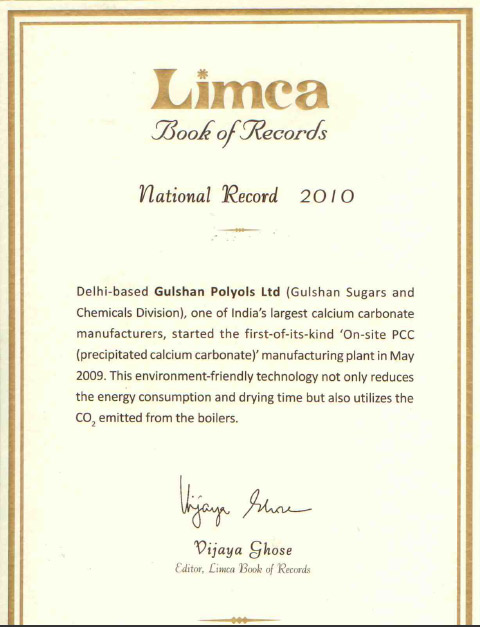 Limca
Book of Records
National Record 2010
Delhi-based Gulshan Polyols Ltd (Gulshan Sugars and
Chemicals Division), one of India's largest calcium carbonate
manufacturers, started the first-of-its-kind 'On-site PCC
(precipitated calcium carbonate)' manufacturing plant in May
2009. This environment-friendly technology not only reduces
the energy consumption and drying time but also utilizes the
CO₂ emitted from the boilers.
Vijaya Ghose
Vijaya Ghose
Editor, Limca Book of Records